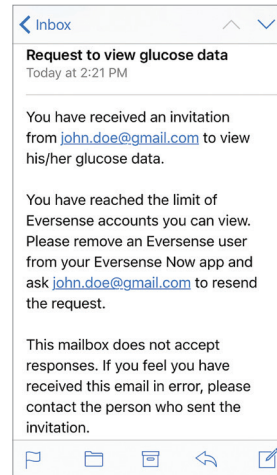 Inbox
Request to view glucose data
Today at 2:21 PM
You have received an invitation
from john.doe@gmail.com to view
his/her glucose data.
You have reached the limit of
Eversense accounts you can view.
Please remove an Eversense user
from your Eversense Now app and
ask john.doe@gmail.com to resend
the request.
This mailbox does not accept
responses. If you feel you have
received this email in error, please
contact the person who sent the
invitation.